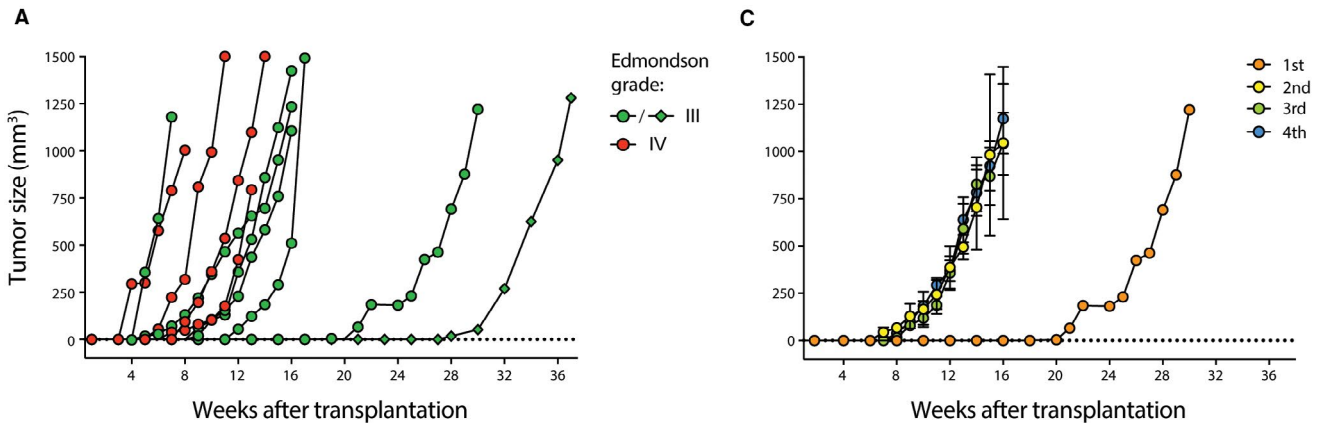 A
Tumor size (mm³)
1500
1250
1000
750
500
250
0
4 8 12 16 20 24 28 32 36
Weeks after transplantation
Edmondson
grade:
/ III
IV
C
1500
1250
1000
750
500
250
0
4 8 12 16 20 24 28 32 36
Weeks after transplantation
1st
2nd
3rd
4th